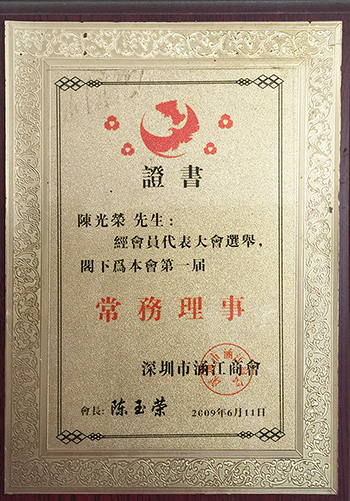 證書
陳光榮 先生：
經會員代表大會選舉，
閣下爲本會第一届
常務理事
深圳市涵江商會
會長：陈玉荣 2009年6月11日